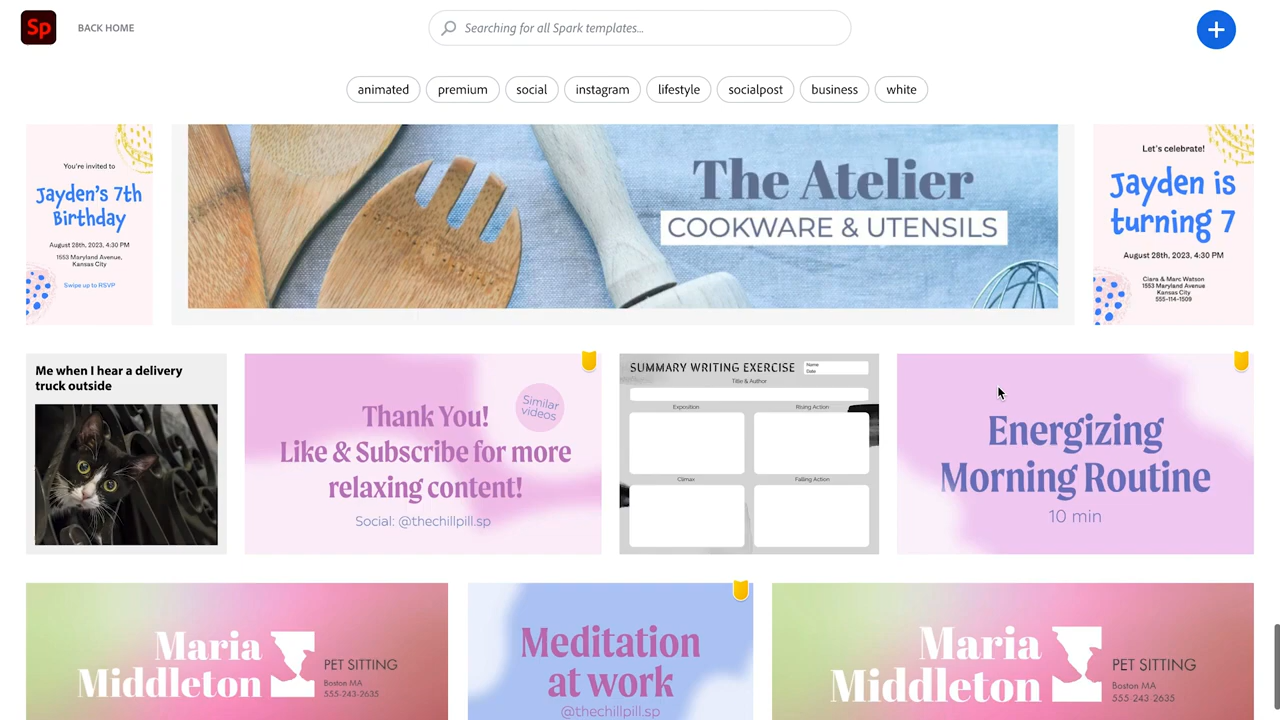 Sp
BACK HOME
Searching for all Spark templates...
animated
premium
social
instagram
lifestyle
socialpost
business
white
You're invited to
Jayden's 7th
Birthday
August 28th, 2023, 4:30 PM
1553 Maryland Avenue,
Kansas City
Swipe up to RSVP
The Atelier
COOKWARE & UTENSILS
Let's celebrate!
Jayden is
turning 7
August 28th, 2023, 4:30 PM
Ciara & Marc Watson
1553 Maryland Avenue
Kansas City
555-114-1509
Me when I hear a delivery
truck outside
Thank You!
Like & Subscribe for more
relaxing content!
Social: @thechillpill.sp
Similar
videos
SUMMARY WRITING EXERCISE
Name
Date
Title & Author
Exposition
Rising Action
Climax
Falling Action
Energizing
Morning Routine
10 min
Maria
Middleton
PET SITTING
Boston MA
555-243-2635
Meditation
at work
@thechillpill.sp
Maria
Middleton
PET SITTING
Boston MA
555-243-2635